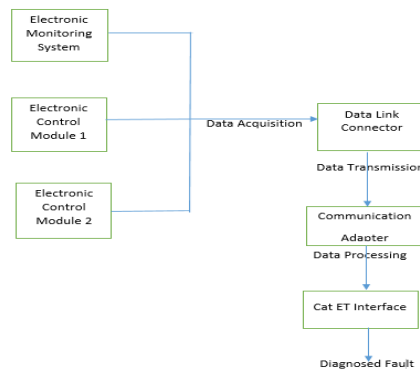 Electronic
Monitoring
System
Electronic
Control
Module 1
Data Acquisition
Data Link
Connector
Electronic
Control
Module 2
Data Transmission
Communication
Adapter
Data Processing
Cat ET Interface
Diagnosed Fault